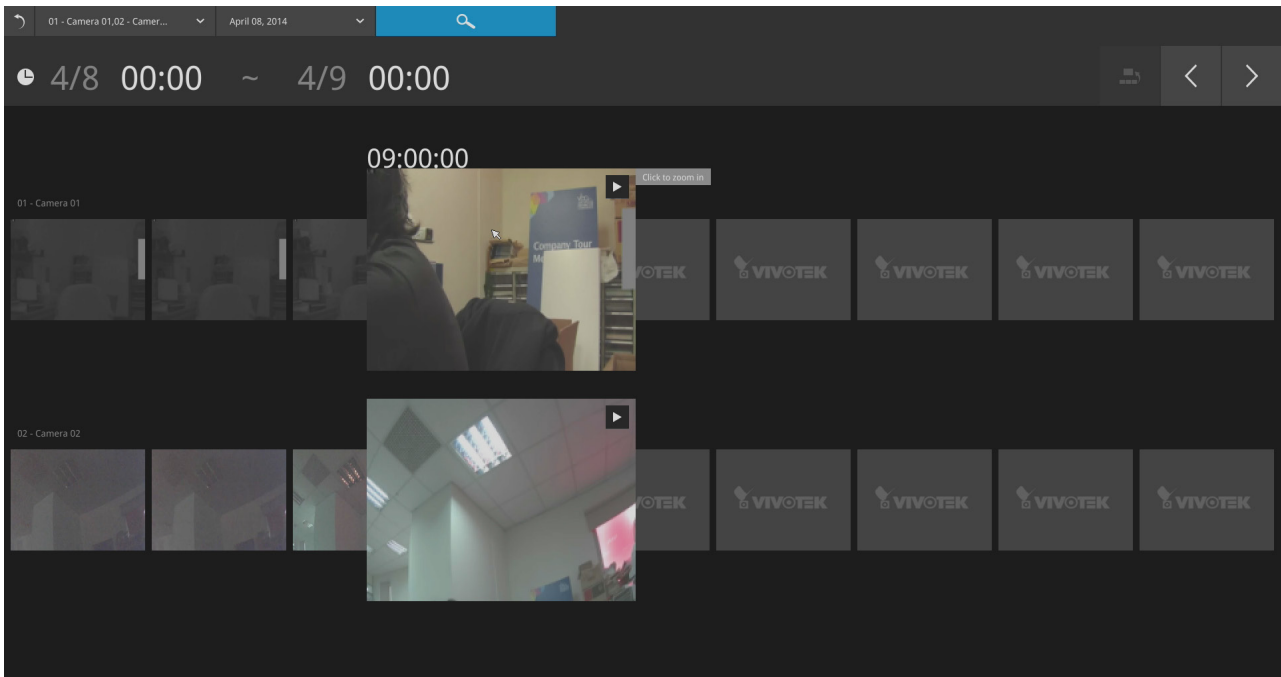 01 - Camera 01,02 - Camer... April 08, 2014
4/8 00:00 ~ 4/9 00:00
09:00:00
Click to zoom in
01 - Camera 01
Company Tour
VOTEK VIVOTEK VIVOTEK VIVOTEK VIVOTEK
02 - Camera 02
VOTEK VIVOTEK VIVOTEK VIVOTEK VIVOTEK